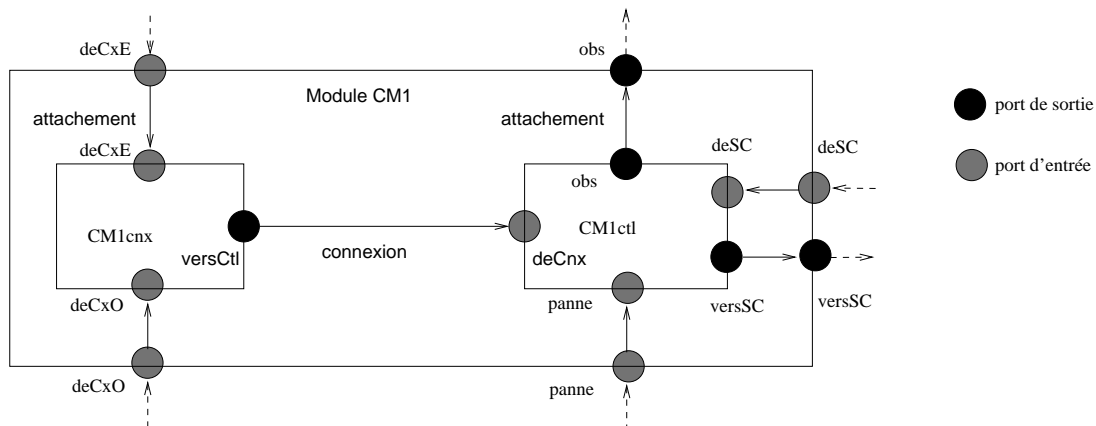 deCxE
obs
Module CM1
port de sortie
attachement
attachement
deCxE
deSC
deSC
port d'entrée
obs
CM1cnx
CM1ctl
versCtl
connexion
deCnx
deCxO
panne
versSC
versSC
deCxO
panne